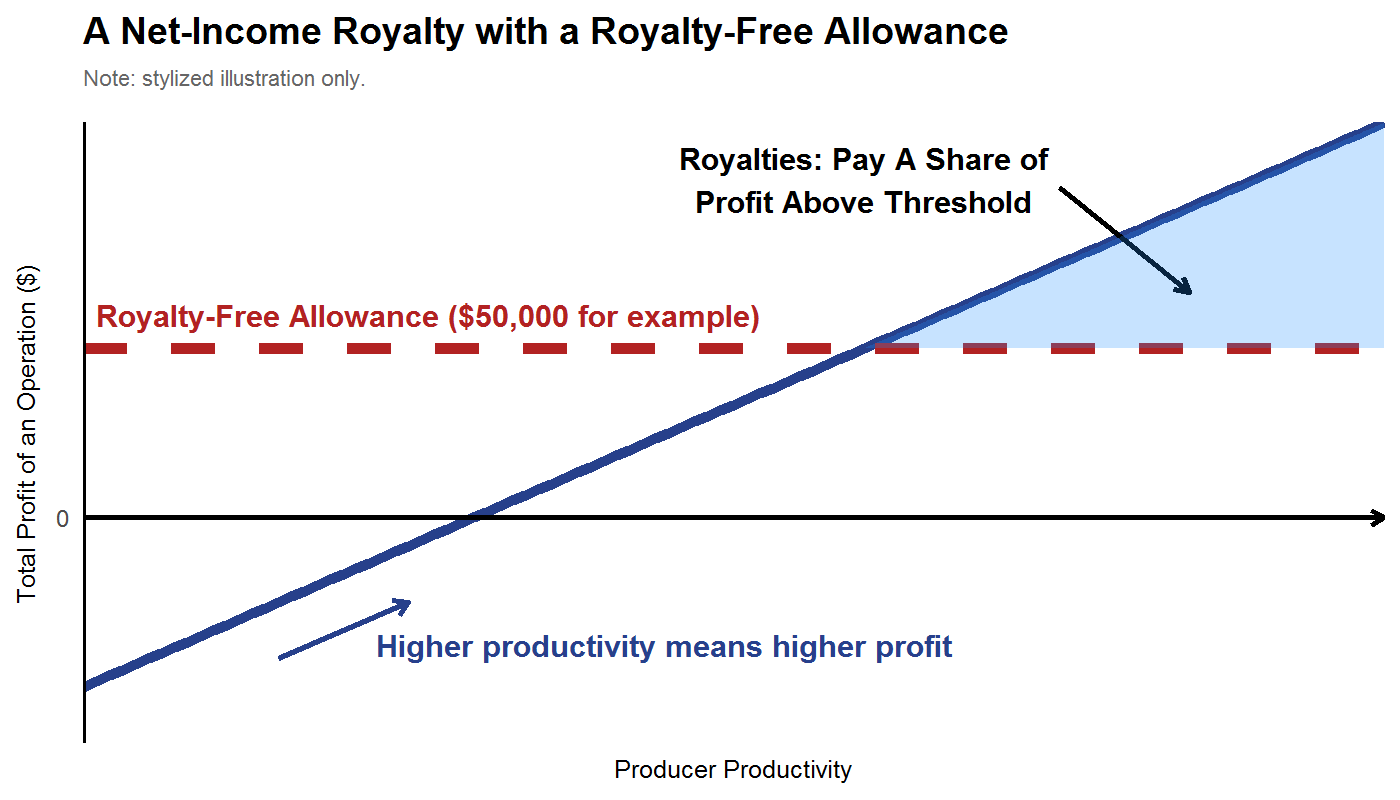 A Net-Income Royalty with a Royalty-Free Allowance
Note: stylized illustration only.
Royalties: Pay A Share of
Profit Above Threshold
Royalty-Free Allowance ($50,000 for example)
Total Profit of an Operation ($)
0
Higher productivity means higher profit
Producer Productivity